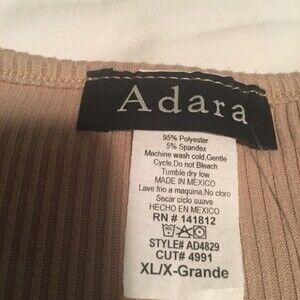 Adara
95% Polyester
5% Spandex
Machine wash cold,Gentle
Cycle,Do not Bleach
Tumble dry low
MADE IN MEXICO
Lave frio a maquina,No cloro
Secar ciclo suave
HECHO EN MEXICO
RN # 141812
STYLE# AD4829
CUT# 4991
XL/X-Grande